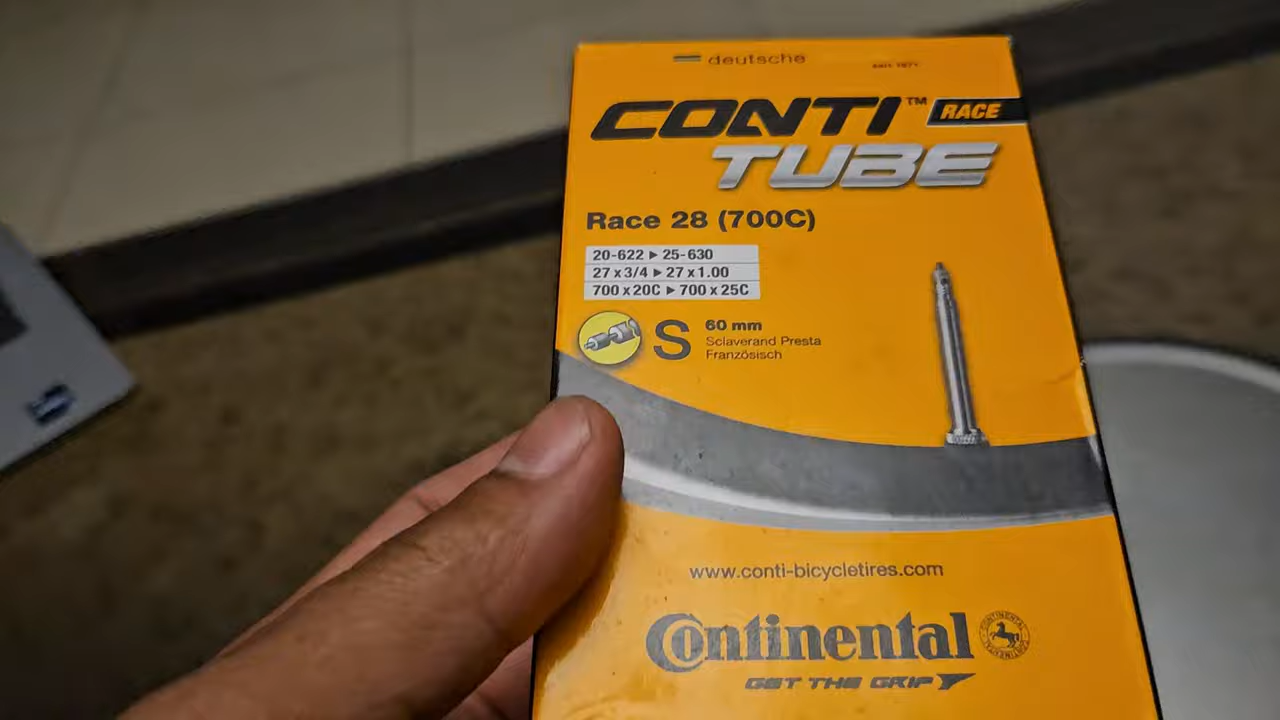 deutsche
CONTI™ RACE
TUBE
Race 28 (700C)
20-622 ▸ 25-630
27 x 3/4 ▸ 27 x 1.00
700 x 20C ▸ 700 x 25C
S 60 mm
Sclaverand Presta
Französisch
www.conti-bicycletires.com
Continental
GET THE GRIP